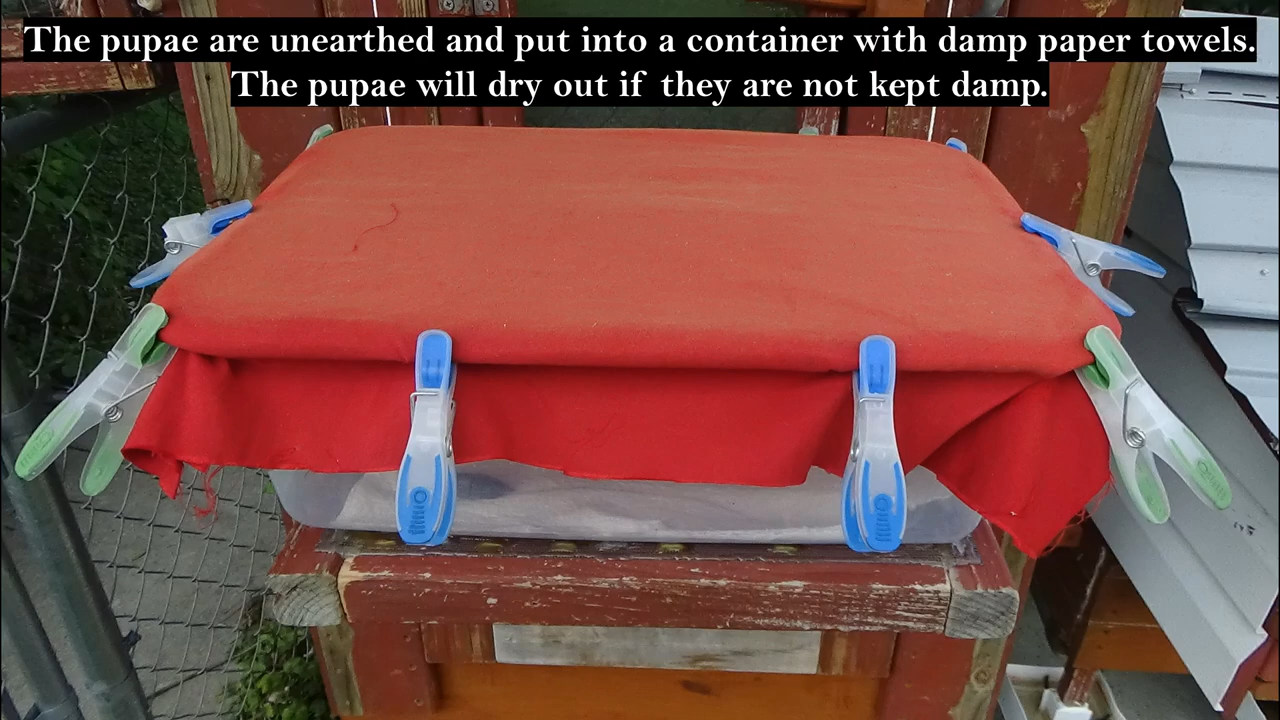 The pupae are unearthed and put into a container with damp paper towels.
The pupae will dry out if they are not kept damp.